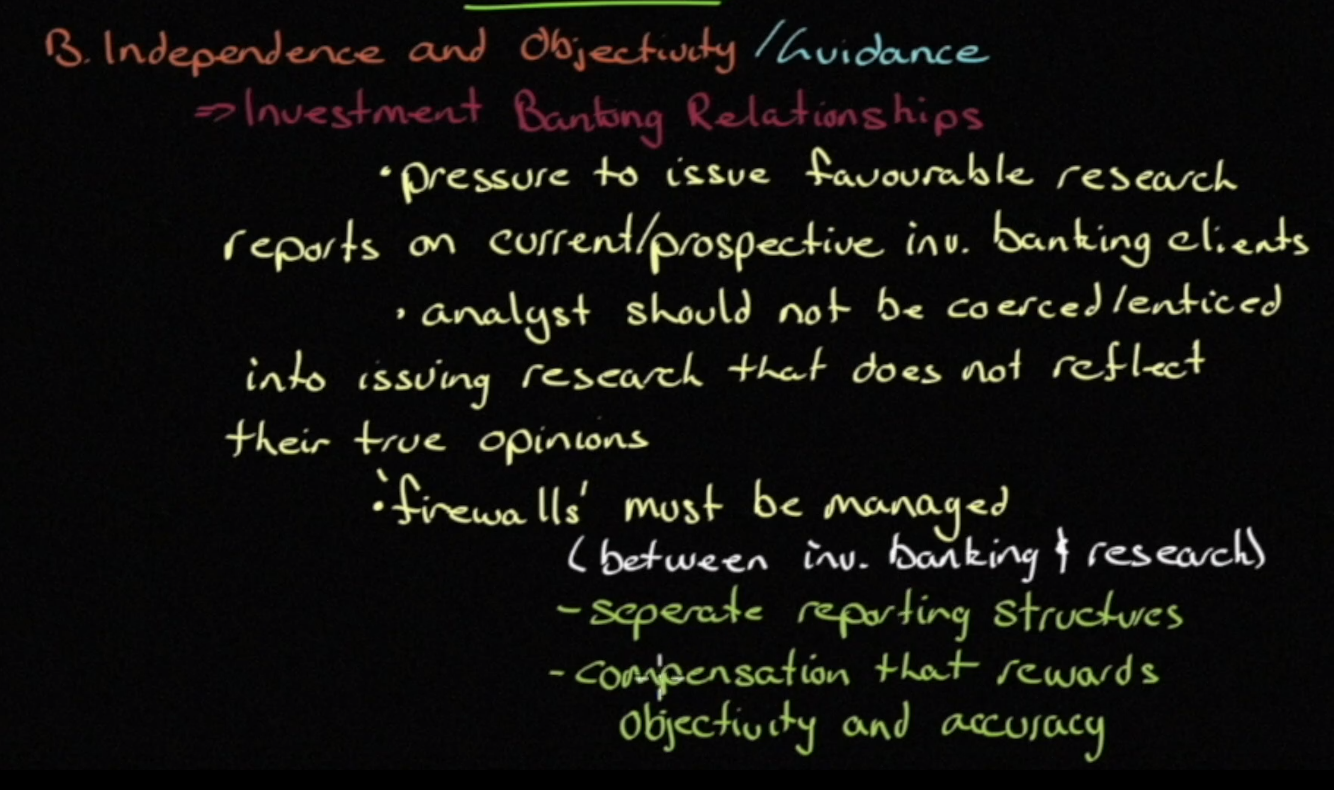 B. Independence and Objectivity /Guidance
⇒ Investment Banking Relationships
• pressure to issue favourable research
reports on current/prospective inv. banking clients
• analyst should not be coerced/enticed
into issuing research that does not reflect
their true opinions
• 'firewalls' must be managed
(between inv. banking & research)
- seperate reporting structures
- compensation that rewards
objectivity and accuracy